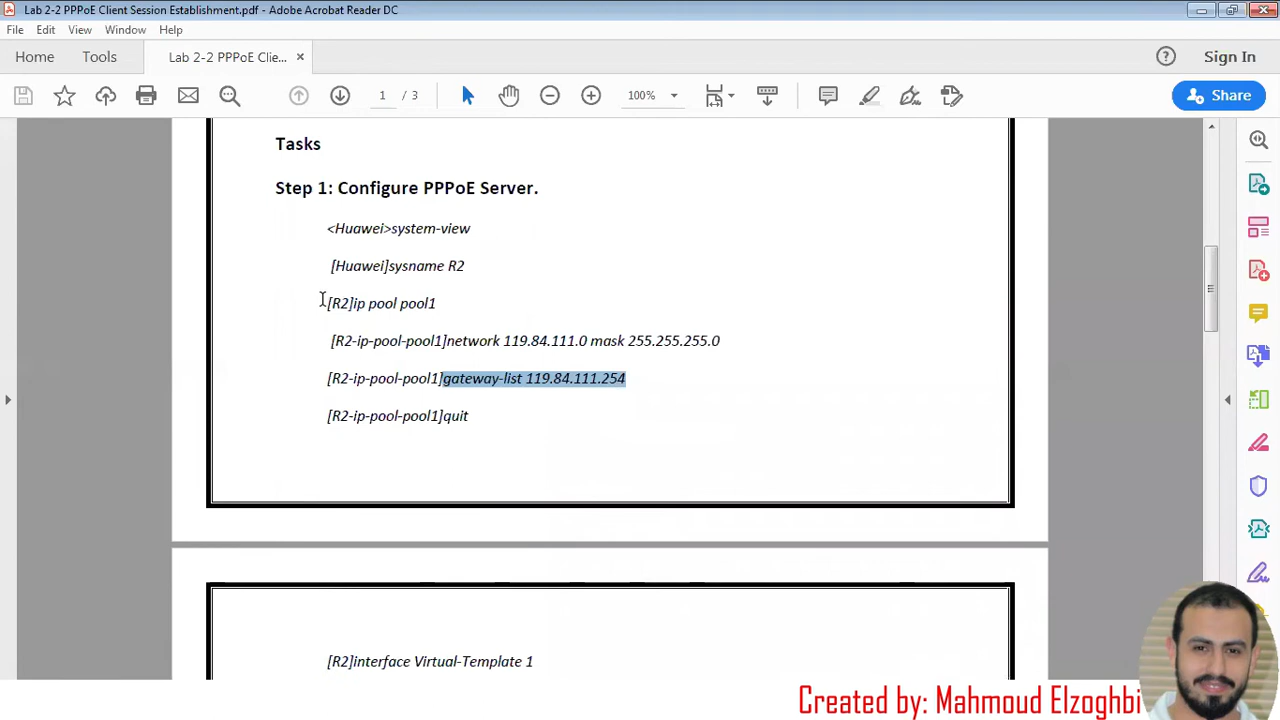 Lab 2-2 PPPoE Client Session Establishment.pdf - Adobe Acrobat Reader DC
File Edit View Window Help
Home Tools Lab 2-2 PPPoE Clie... × Sign In
1 / 3 100% Share
Tasks
Step 1: Configure PPPoE Server.
<Huawei>system-view
[Huawei]sysname R2
[R2]ip pool pool1
[R2-ip-pool-pool1]network 119.84.111.0 mask 255.255.255.0
[R2-ip-pool-pool1]gateway-list 119.84.111.254
[R2-ip-pool-pool1]quit
[R2]interface Virtual-Template 1
Created by: Mahmoud Elzoghbi